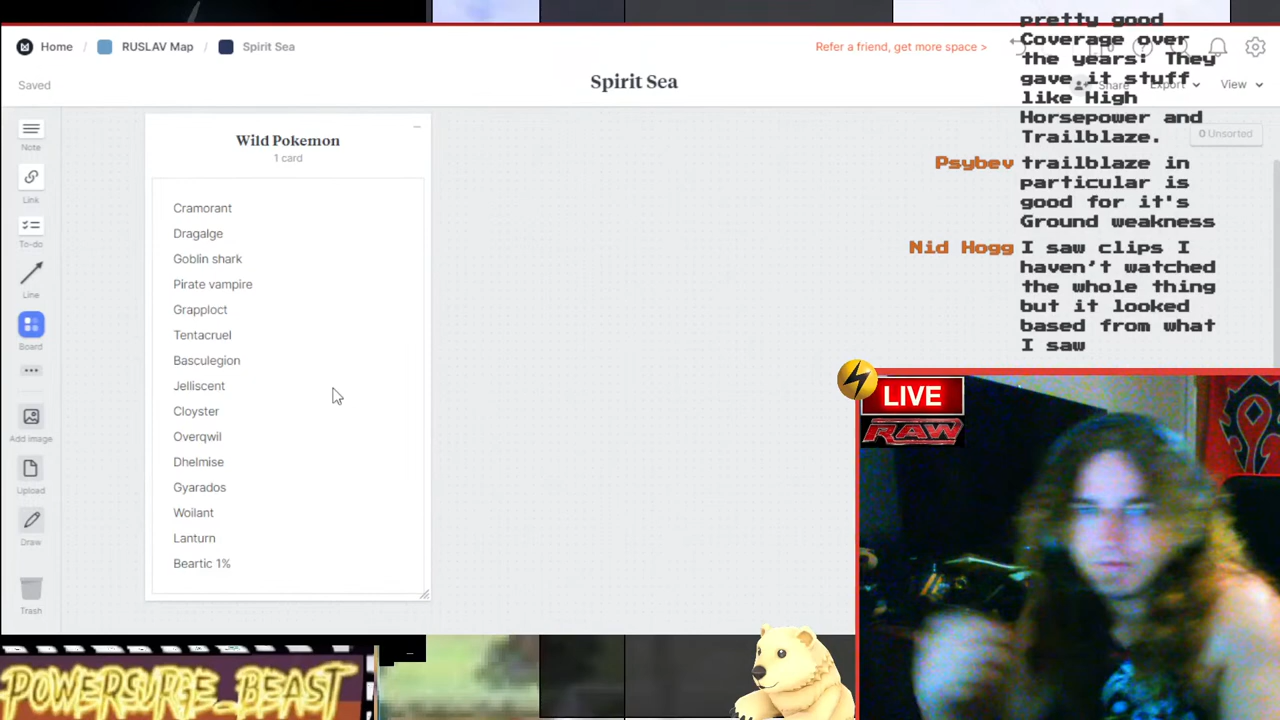 Home / RUSLAV Map / Spirit Sea
Refer a friend, get more space >
Saved
Spirit Sea
Share
Export
View
0 Unsorted
Note
Link
To-do
Line
Board
Add image
Upload
Draw
Trash
Wild Pokemon
1 card
Cramorant
Dragalge
Goblin shark
Pirate vampire
Grapploct
Tentacruel
Basculegion
Jelliscent
Cloyster
Overqwil
Dhelmise
Gyarados
Woilant
Lanturn
Beartic 1%
pretty good
Coverage over
the years: They
gave it stuff
like High
Horsepower and
Trailblaze.
Psybev trailblaze in
particular is
good for it's
Ground weakness
Nid Hogg I saw clips I
haven't watched
the whole thing
but it looked
based from what
I saw
LIVE
RAW
POWERSURGE_BEAST